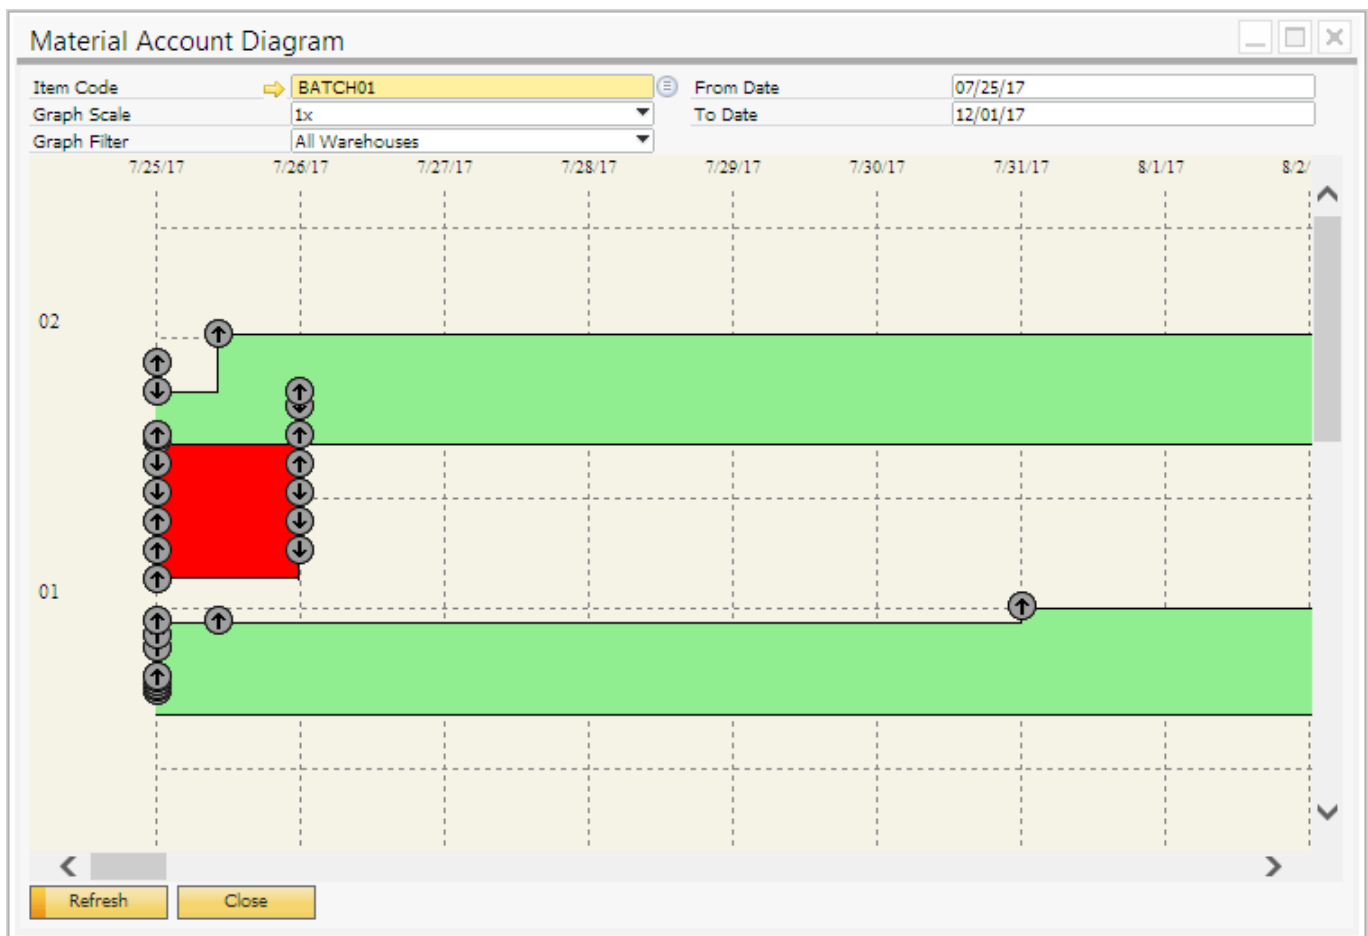 Material Account Diagram
Item Code BATCH01 From Date 07/25/17
Graph Scale 1x To Date 12/01/17
Graph Filter All Warehouses
7/25/17 7/26/17 7/27/17 7/28/17 7/29/17 7/30/17 7/31/17 8/1/17 8/2/
02
01
Refresh Close